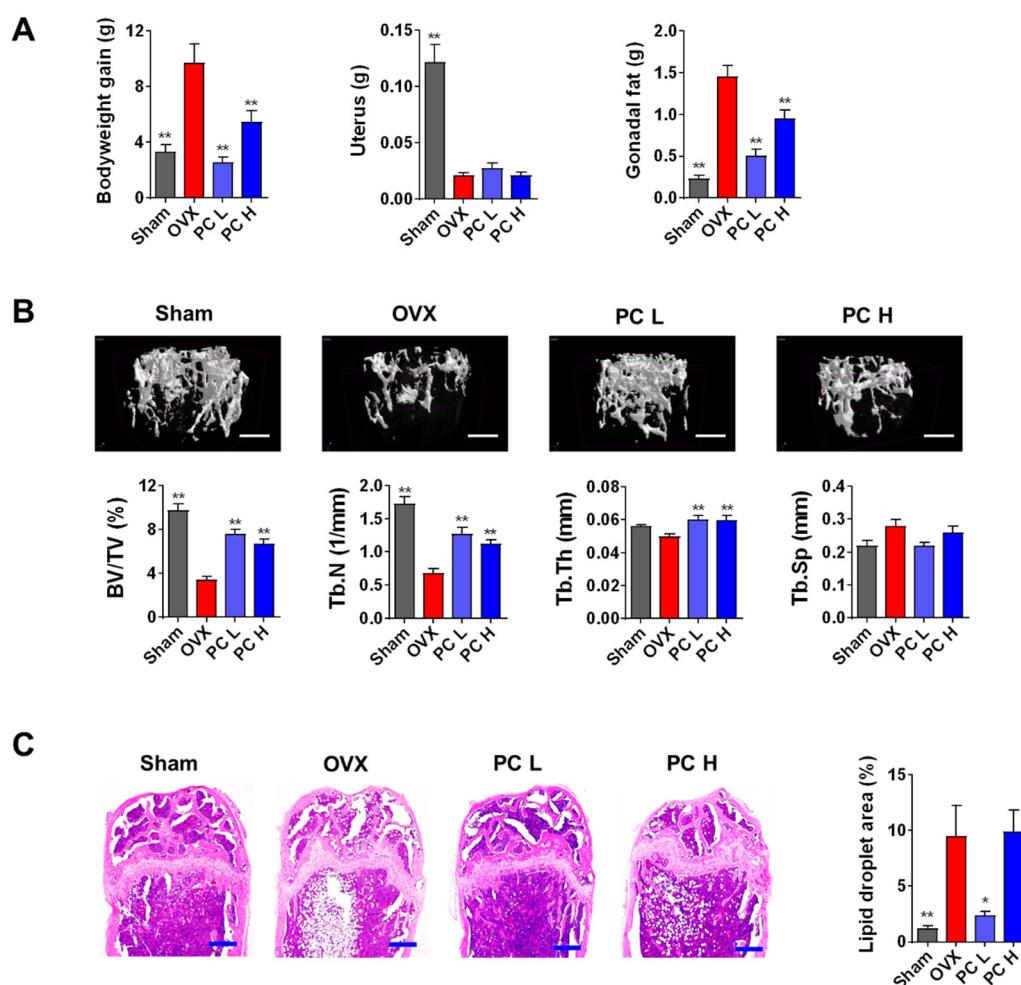 A
Bodyweight gain (g)
12
8
4
0
**
**
**
Sham
OVX
PC L
PC H
Uterus (g)
0.15
0.10
0.05
0.00
**
Sham
OVX
PC L
PC H
Gonadal fat (g)
2.0
1.5
1.0
0.5
0.0
**
**
**
Sham
OVX
PC L
PC H
B
Sham
OVX
PC L
PC H
BV/TV (%)
12
8
4
0
**
**
**
Sham
OVX
PC L
PC H
Tb.N (1/mm)
2.0
1.5
1.0
0.5
0.0
**
**
**
Sham
OVX
PC L
PC H
Tb.Th (mm)
0.08
0.06
0.04
0.02
0.00
**
**
Sham
OVX
PC L
PC H
Tb.Sp (mm)
0.4
0.3
0.2
0.1
0.0
Sham
OVX
PC L
PC H
C
Sham
OVX
PC L
PC H
Lipid droplet area (%)
15
10
5
0
**
*
Sham
OVX
PC L
PC H